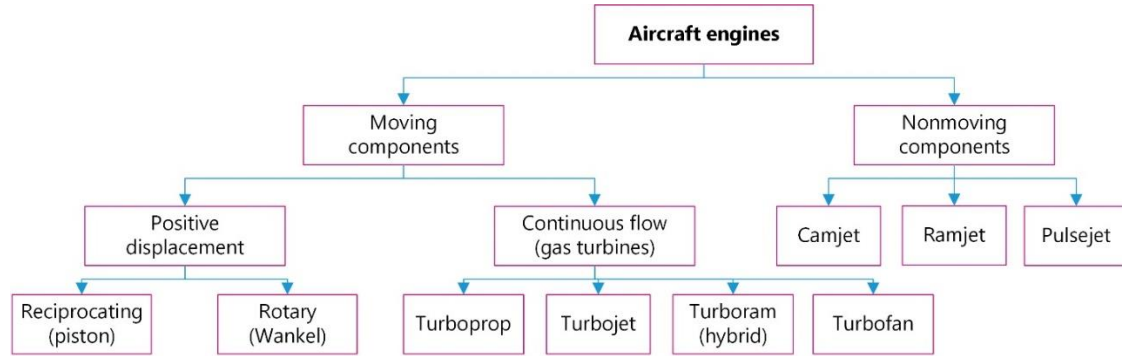 Aircraft engines
Moving
components
Nonmoving
components
Positive
displacement
Continuous flow
(gas turbines)
Camjet
Ramjet
Pulsejet
Reciprocating
(piston)
Rotary
(Wankel)
Turboprop
Turbojet
Turboram
(hybrid)
Turbofan